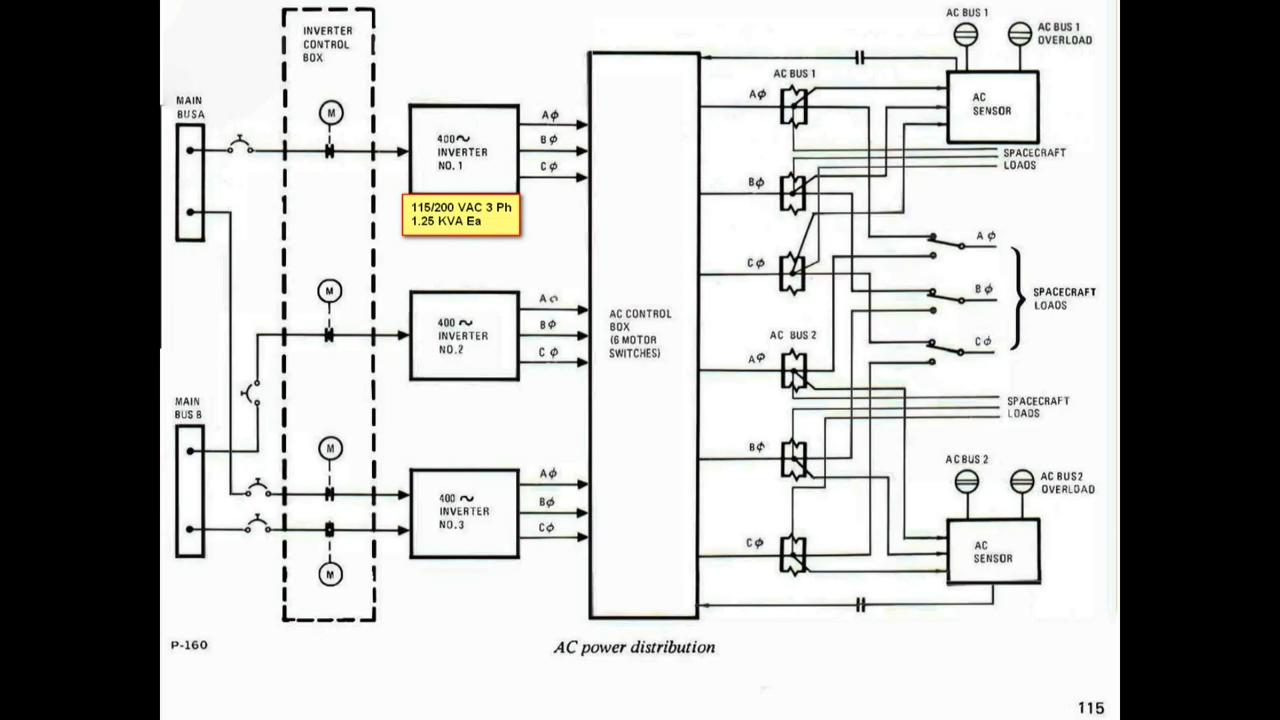 AC BUS 1
AC BUS 1
OVERLOAD
INVERTER
CONTROL
BOX
AC BUS 1
MAIN
BUSA
M
Aϕ
AC
SENSOR
Aϕ
400~
INVERTER
NO.1
Bϕ
Cϕ
SPACECRAFT
LOADS
115/200 VAC 3 Ph
1.25 KVA Ea
Bϕ
Aϕ
Cϕ
M
Bϕ
SPACECRAFT
LOADS
A
400~
INVERTER
NO.2
Bϕ
Cϕ
AC CONTROL
BOX
(6 MOTOR
SWITCHES)
AC BUS 2
Cϕ
Aϕ
MAIN
BUS B
SPACECRAFT
LOADS
M
Bϕ
AC BUS 2
AC BUS2
OVERLOAD
Aϕ
400~
INVERTER
NO.3
Bϕ
Cϕ
Cϕ
AC
SENSOR
M
P-160
AC power distribution
115